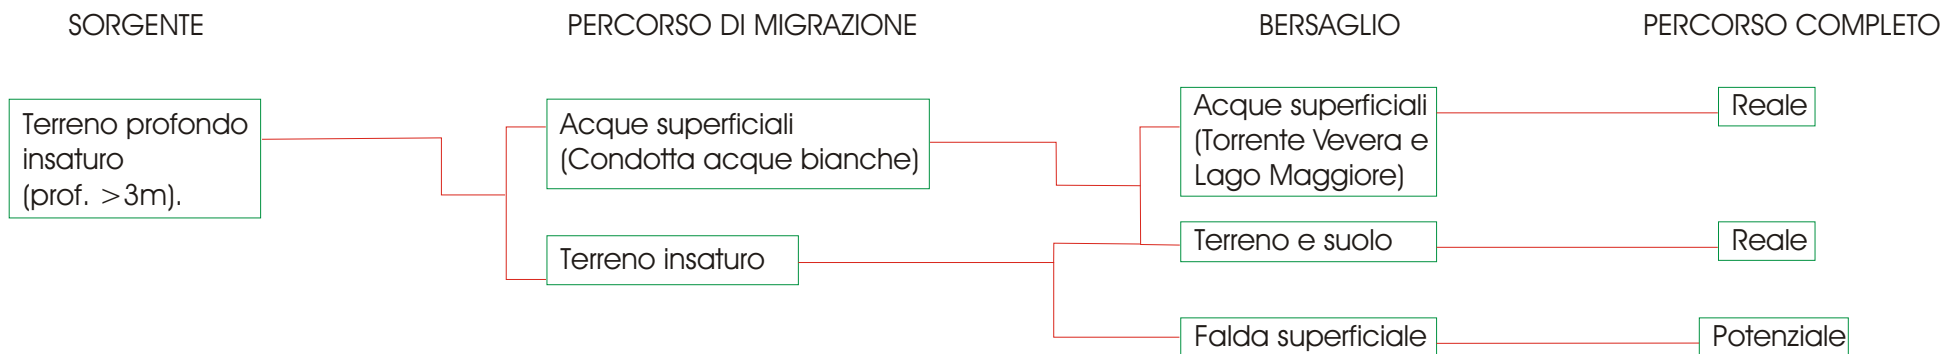 SORGENTE
PERCORSO DI MIGRAZIONE
BERSAGLIO
PERCORSO COMPLETO
Terreno profondo
insaturo
(prof. >3m).
Acque superficiali
(Condotta acque bianche)
Terreno insaturo
Acque superficiali
(Torrente Vevera e
Lago Maggiore)
Terreno e suolo
Falda superficiale
Reale
Reale
Potenziale